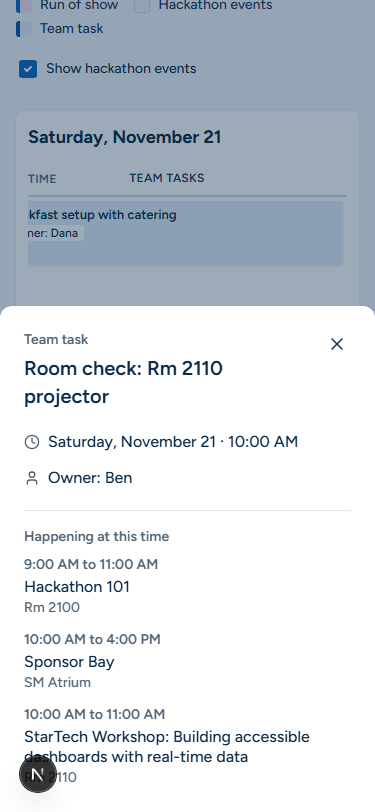 Run of show
Hackathon events
Team task
Show hackathon events
Saturday, November 21
TIME
TEAM TASKS
kfast setup with catering
ner: Dana
Team task
Room check: Rm 2110
projector
Saturday, November 21 · 10:00 AM
Owner: Ben
Happening at this time
9:00 AM to 11:00 AM
Hackathon 101
Rm 2100
10:00 AM to 4:00 PM
Sponsor Bay
SM Atrium
10:00 AM to 11:00 AM
StarTech Workshop: Building accessible
dashboards with real-time data
N
2110